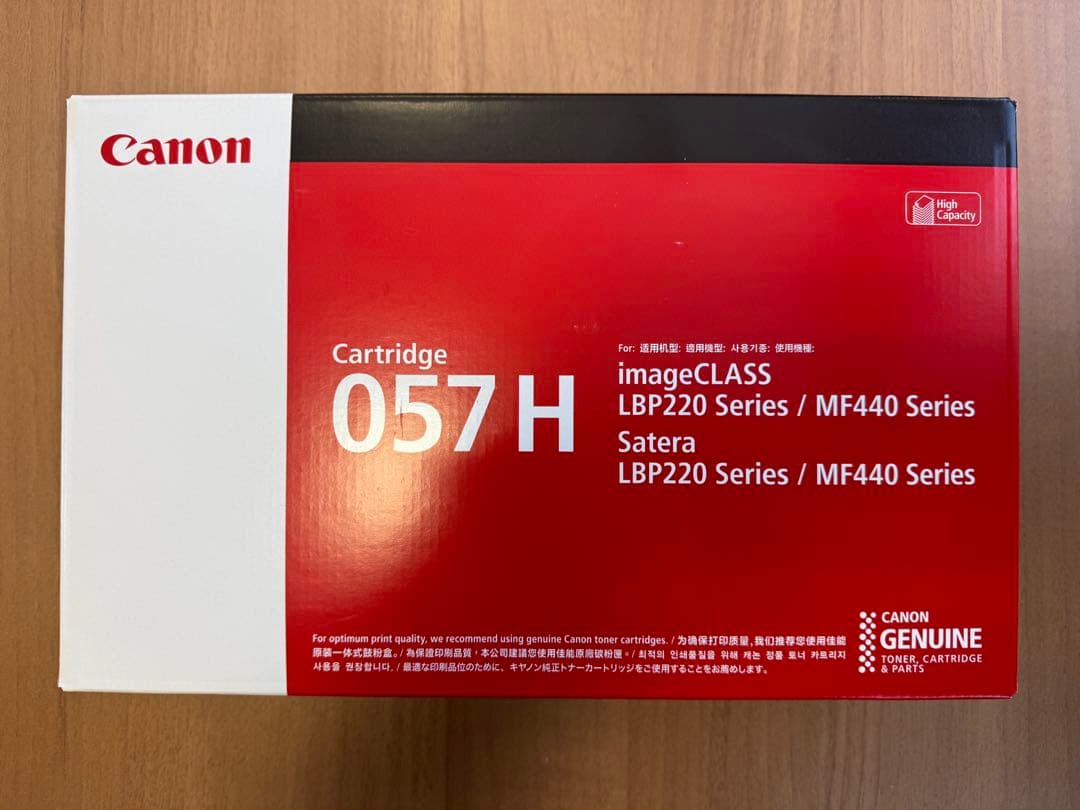 Canon
High
Capacity
Cartridge
057 H
For: 适用机型: 適用機型: 사용기종: 使用機種:
imageCLASS
LBP220 Series / MF440 Series
Satera
LBP220 Series / MF440 Series
For optimum print quality, we recommend using genuine Canon toner cartridges. / 为确保打印质量,我们推荐您使用佳能
原装一体式鼓粉盒。/ 為保證印刷品質，本公司建議您使用佳能原廠碳粉匣。/ 최적의 인쇄품질을 위해 캐논 정품 토너 카트리지
사용을 권장합니다. / 最適な印刷品位のために、キヤノン純正トナーカートリッジをご使用することをお薦めします。
CANON
GENUINE
TONER, CARTRIDGE
& PARTS